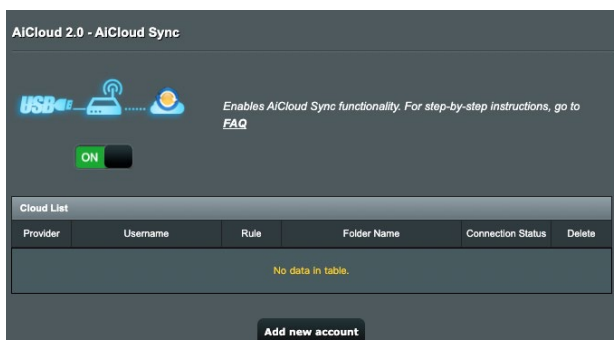 AiCloud 2.0 - AiCloud Sync
USB
Enables AiCloud Sync functionality. For step-by-step instructions, go to
FAQ
ON
Cloud List
Provider Username Rule Folder Name Connection Status Delete
No data in table.
Add new account